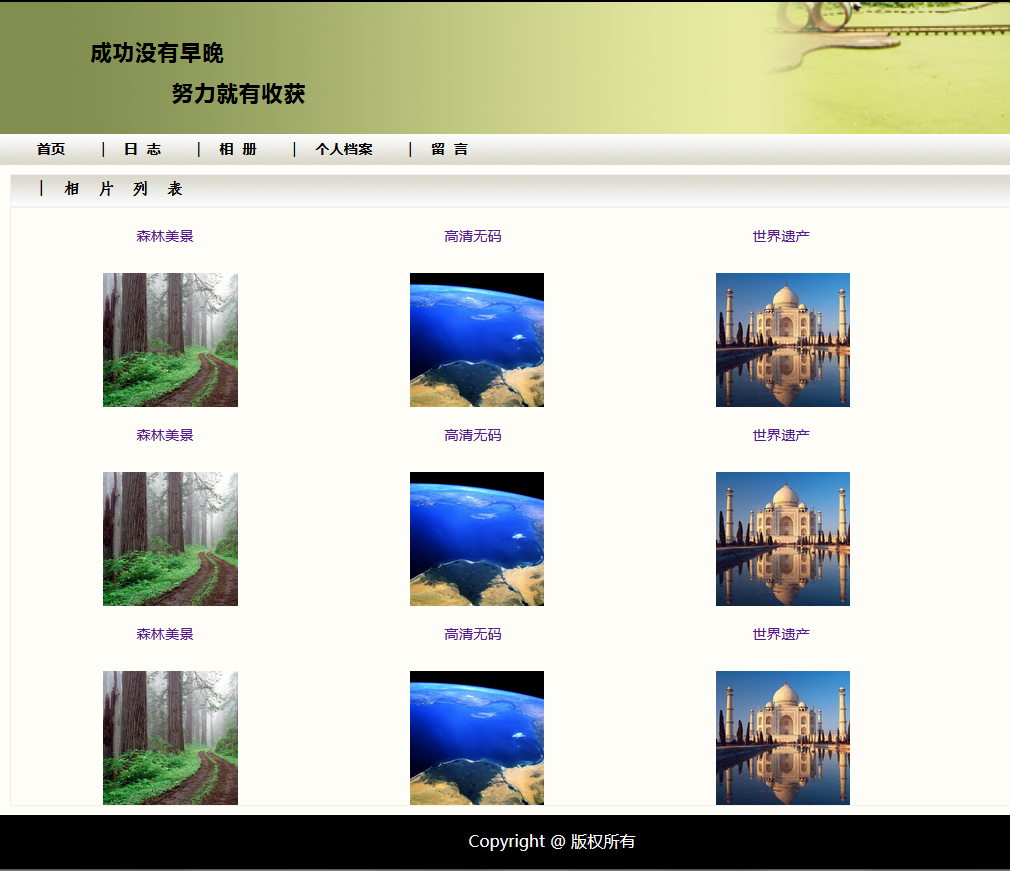 成功没有早晚
努力就有收获
首页 | 日 志 | 相 册 | 个人档案 | 留 言
| 相 片 列 表
森林美景 高清无码 世界遗产
森林美景 高清无码 世界遗产
森林美景 高清无码 世界遗产
Copyright @ 版权所有